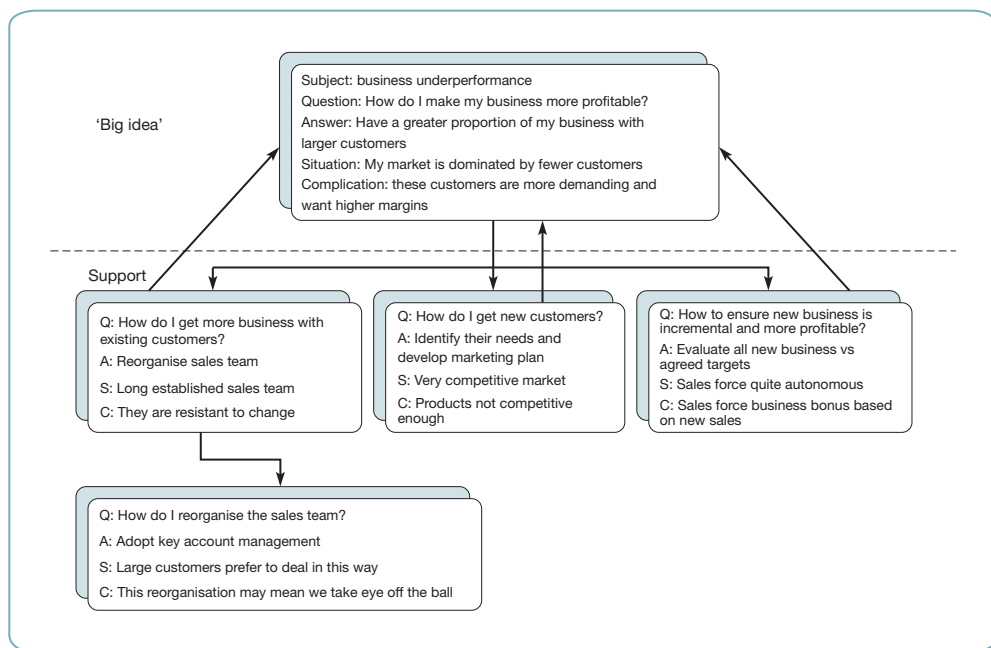 ‘Big idea’
Subject: business underperformance
Question: How do I make my business more profitable?
Answer: Have a greater proportion of my business with
larger customers
Situation: My market is dominated by fewer customers
Complication: these customers are more demanding and
want higher margins
Support
Q: How do I get more business with
existing customers?
A: Reorganise sales team
S: Long established sales team
C: They are resistant to change
Q: How do I get new customers?
A: Identify their needs and
develop marketing plan
S: Very competitive market
C: Products not competitive
enough
Q: How to ensure new business is
incremental and more profitable?
A: Evaluate all new business vs
agreed targets
S: Sales force quite autonomous
C: Sales force business bonus based
on new sales
Q: How do I reorganise the sales team?
A: Adopt key account management
S: Large customers prefer to deal in this way
C: This reorganisation may mean we take eye off the ball